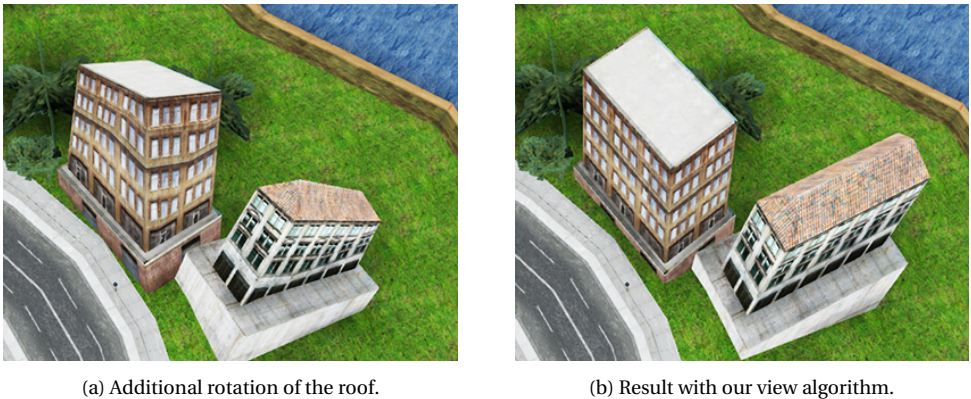 (a) Additional rotation of the roof.
(b) Result with our view algorithm.